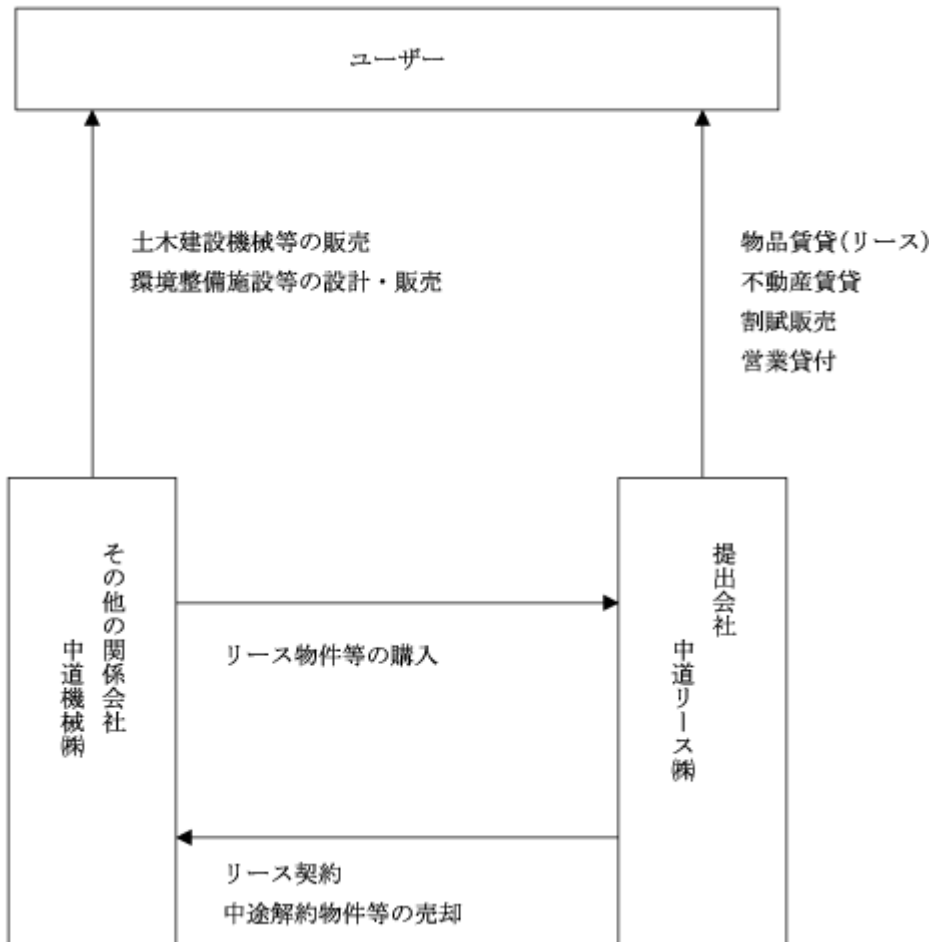 ユーザー
土木建設機械等の販売
環境整備施設等の設計・販売
物品賃貸(リース)
不動産賃貸
割賦販売
営業貸付
その他の関係会社
中道機械㈱
提出会社
中道リース㈱
リース物件等の購入
リース契約
中途解約物件等の売却